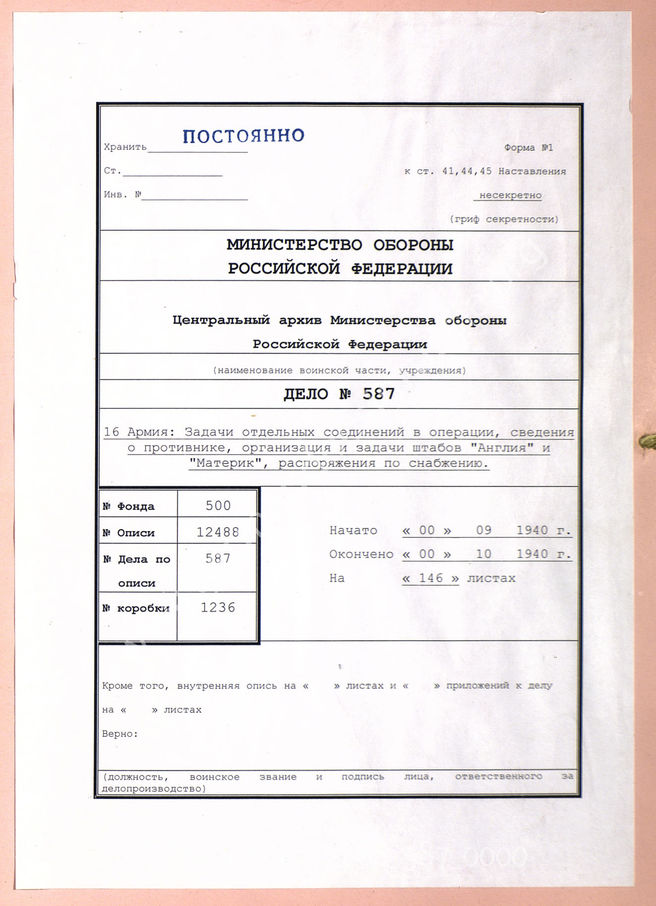 ПОСТОЯННО
Хранить
Форма №1
Ст.
к ст. 41,44,45 Наставления
Инв. №
несекретно
(гриф секретности)
МИНИСТЕРСТВО ОБОРОНЫ
РОССИЙСКОЙ ФЕДЕРАЦИИ
Центральный архив Министерства обороны
Российской Федерации
(наименование воинской части, учреждения)
ДЕЛО № 587
16 Армия: Задачи отдельных соединений в операции, сведения
о противнике, организация и задачи штабов "Англия" и
"Материк", распоряжения по снабжению.
№ Фонда 500
№ Описи 12488
№ Дела по описи 587
№ коробки 1236
Начато « 00 » 09 1940 г.
Окончено « 00 » 10 1940 г.
На « 146 » листах
Кроме того, внутренняя опись на « » листах и « » приложений к делу
на « » листах
Верно:
(должность, воинское звание и подпись лица, ответственного за
делопроизводство)